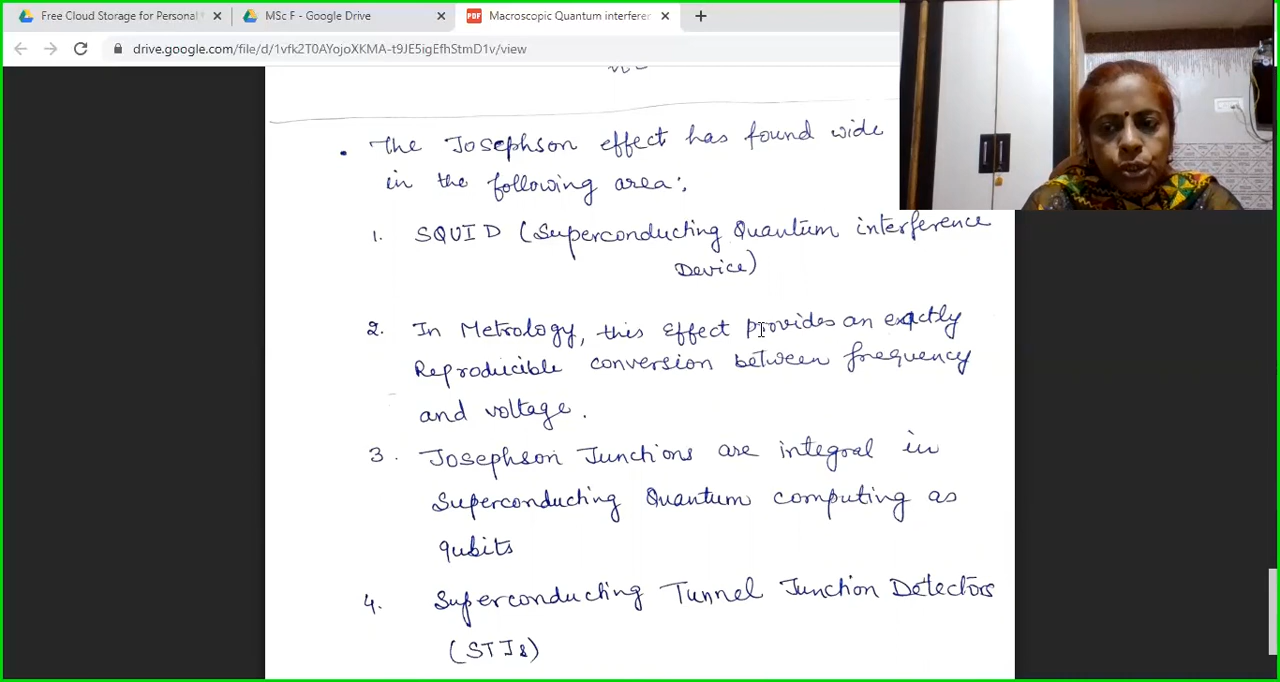 Free Cloud Storage for Personal
MSc F - Google Drive
Macroscopic Quantum interferer
drive.google.com/file/d/1vfk2T0AYojoXKMA-t9JE5igEfhStmD1v/view
• The Josephson effect has found wide
in the following area:
1. SQUID (Superconducting Quantum interference
Device)
2. In Metrology, this effect provides an exactly
Reproducible conversion between frequency
and voltage.
3. Josephson Junctions are integral in
Superconducting Quantum computing as
qubits
4. Superconducting Tunnel Junction Detectors
(STJs)